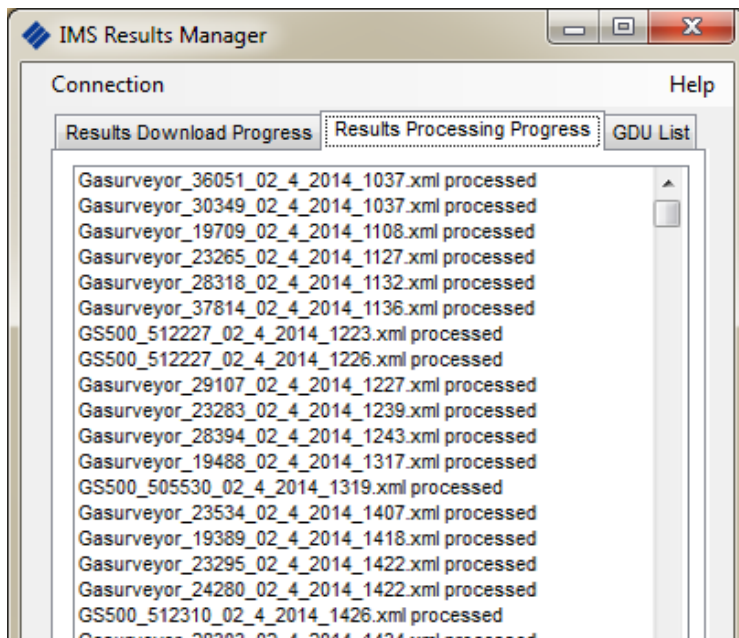 IMS Results Manager
Connection Help
Results Download Progress Results Processing Progress GDU List
Gasurveyor_36051_02_4_2014_1037.xml processed
Gasurveyor_30349_02_4_2014_1037.xml processed
Gasurveyor_19709_02_4_2014_1108.xml processed
Gasurveyor_23265_02_4_2014_1127.xml processed
Gasurveyor_28318_02_4_2014_1132.xml processed
Gasurveyor_37814_02_4_2014_1136.xml processed
GS500_512227_02_4_2014_1223.xml processed
GS500_512227_02_4_2014_1226.xml processed
Gasurveyor_29107_02_4_2014_1227.xml processed
Gasurveyor_23283_02_4_2014_1239.xml processed
Gasurveyor_28394_02_4_2014_1243.xml processed
Gasurveyor_19488_02_4_2014_1317.xml processed
GS500_505530_02_4_2014_1319.xml processed
Gasurveyor_23534_02_4_2014_1407.xml processed
Gasurveyor_19389_02_4_2014_1418.xml processed
Gasurveyor_23295_02_4_2014_1422.xml processed
Gasurveyor_24280_02_4_2014_1422.xml processed
GS500_512310_02_4_2014_1426.xml processed